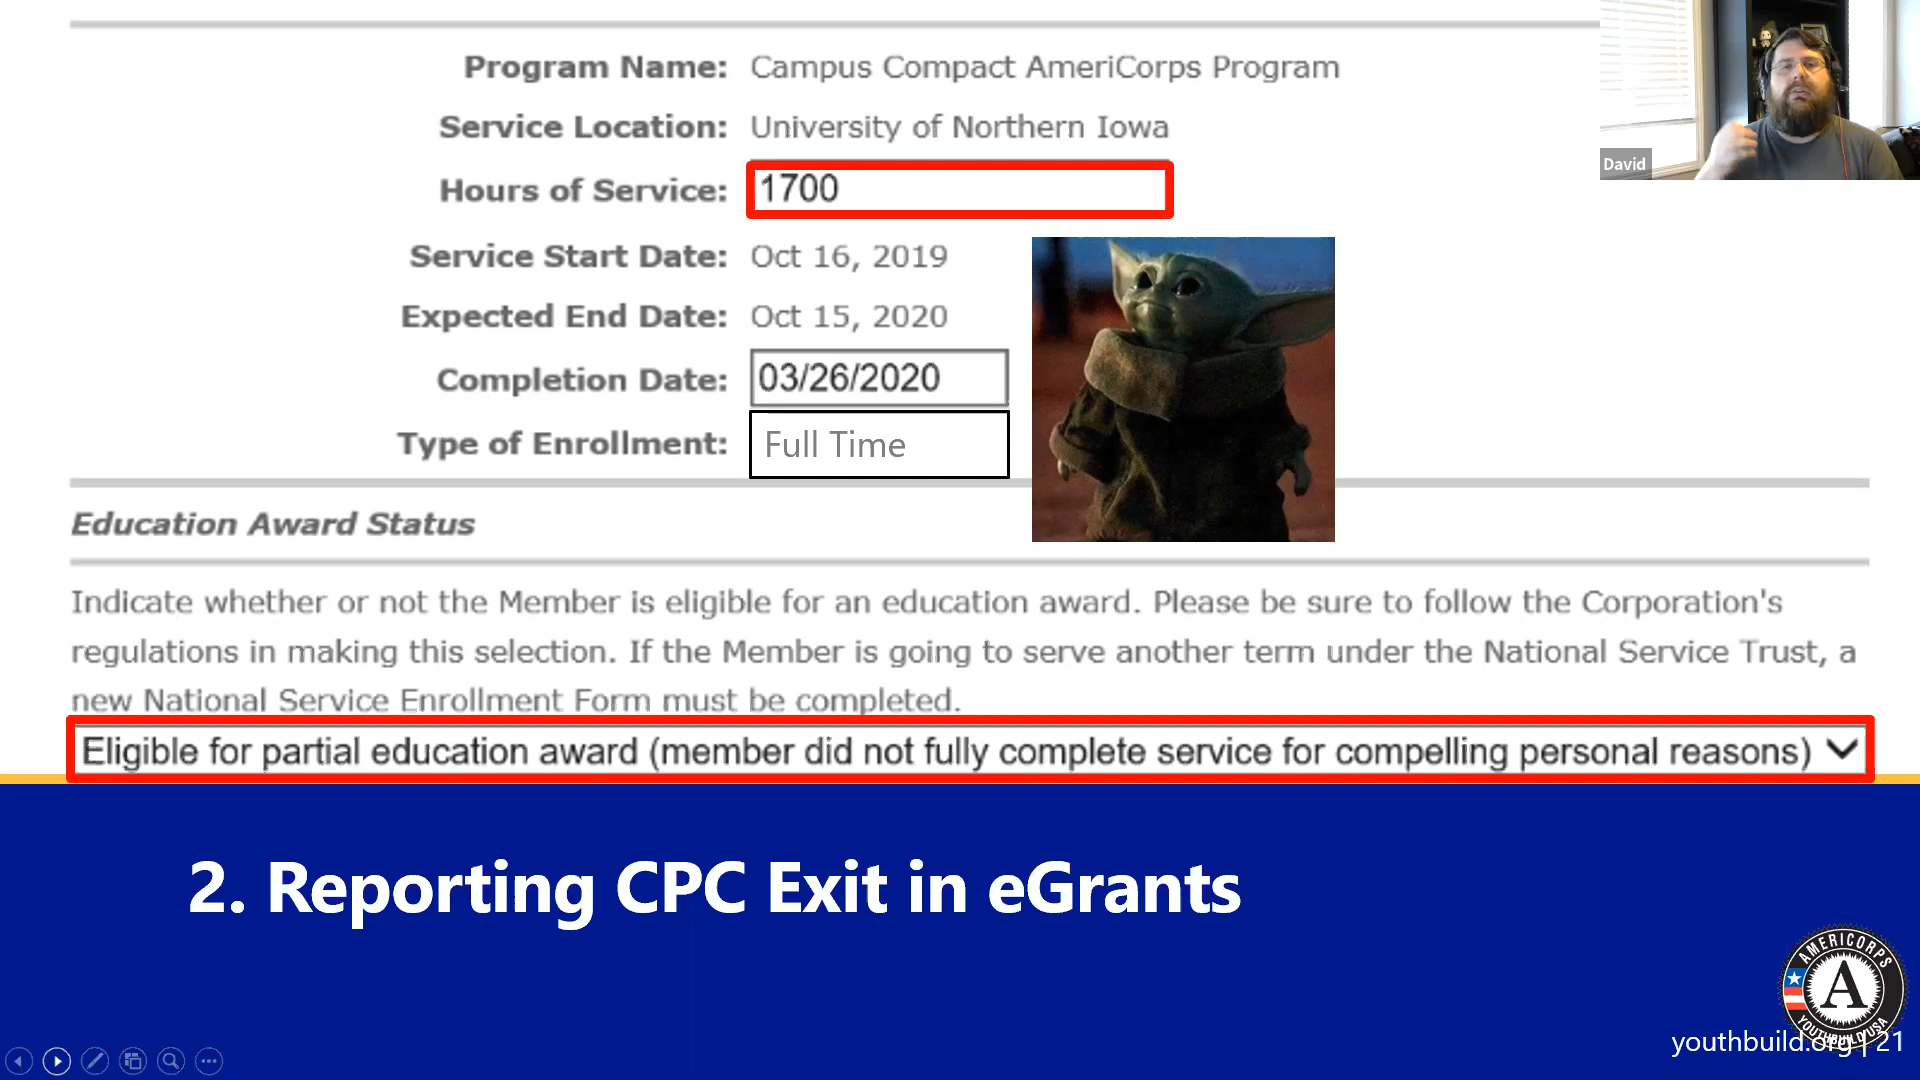 Program Name: Campus Compact AmeriCorps Program
David
Service Location: University of Northern Iowa
Hours of Service: 1700
Service Start Date: Oct 16, 2019
Expected End Date: Oct 15, 2020
Completion Date: 03/26/2020
Type of Enrollment: Full Time
Education Award Status
Indicate whether or not the Member is eligible for an education award. Please be sure to follow the Corporation's
regulations in making this selection. If the Member is going to serve another term under the National Service Trust, a
new National Service Enrollment Form must be completed.
Eligible for partial education award (member did not fully complete service for compelling personal reasons)
2. Reporting CPC Exit in eGrants
AMERICORPS
A
YOUTHBUILD USA
youthbuild.org | 21